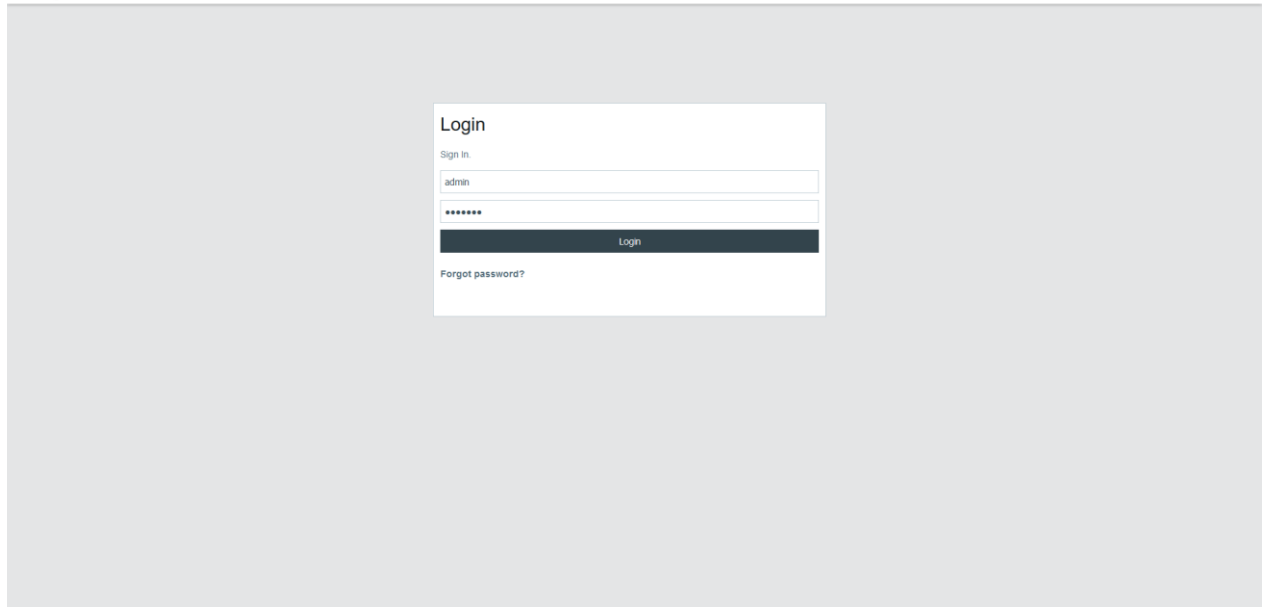 Login
Sign In.
admin
•••••••
Login
Forgot password?